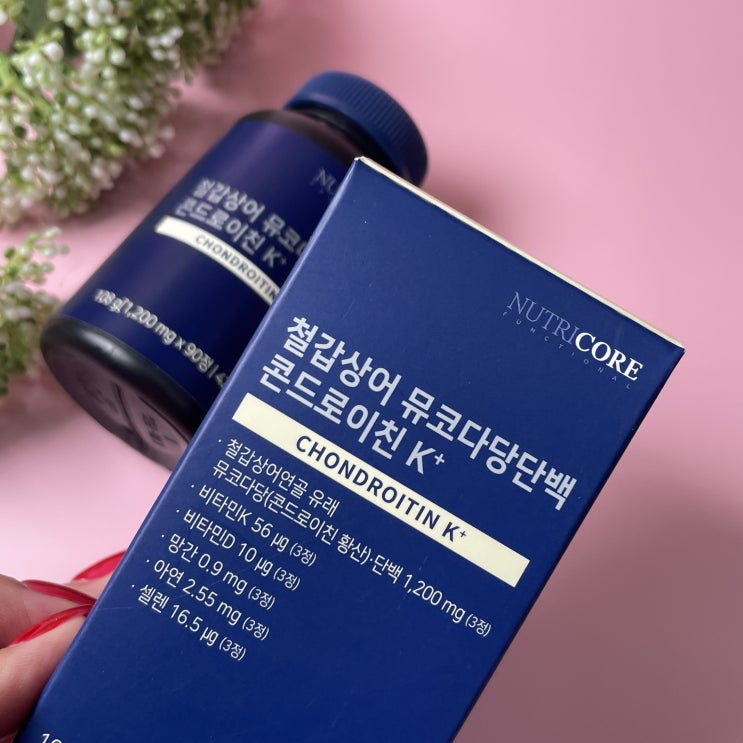 NUTRICORE
FUNCTIONAL
철갑상어 뮤코다당단백
콘드로이친 K⁺
CHONDROITIN K⁺
· 철갑상어연골 유래
뮤코다당(콘드로이친 황산)·단백 1,200 mg (3정)
· 비타민K 56 μg (3정)
· 비타민D 10 μg (3정)
· 망간 0.9 mg (3정)
· 아연 2.55 mg (3정)
· 셀렌 16.5 μg (3정)
철갑상어 뮤코
콘드로이친 K⁺
CHONDROITIN
108 g(1,200 mg x 90정)